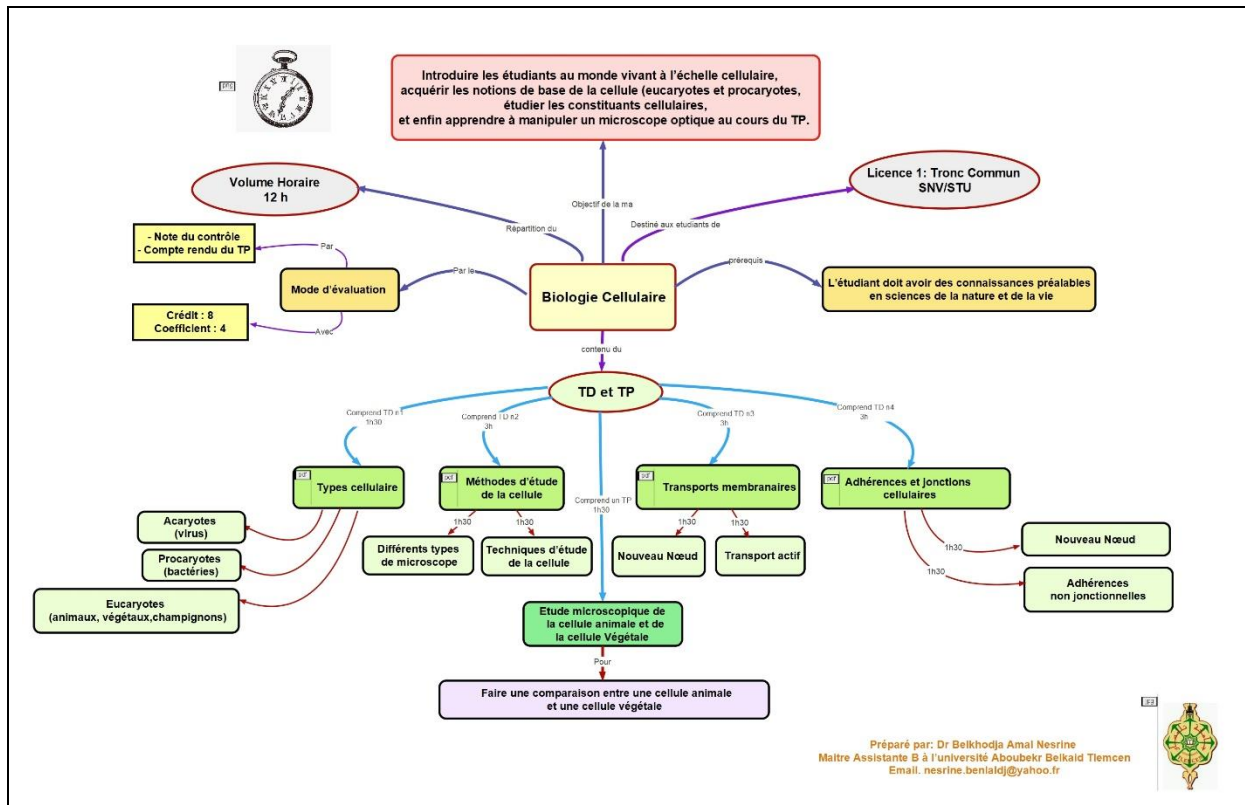 Introduire les étudiants au monde vivant à l'échelle cellulaire,
acquérir les notions de base de la cellule (eucaryotes et procaryotes,
étudier les constituants cellulaires,
et enfin apprendre à manipuler un microscope optique au cours du TP.
png
Volume Horaire
12 h
Licence 1: Tronc Commun
SNV/STU
Objectif de la ma
Répartition du
Destiné aux etudiants de
- Note du contrôle
- Compte rendu du TP
Par
Mode d'évaluation
Par le
Biologie Cellulaire
prérequis
L'étudiant doit avoir des connaissances préalables
en sciences de la nature et de la vie
Crédit : 8
Coefficient : 4
Avec
contenu du
TD et TP
Comprend TD n1
1h30
Comprend TD n2
3h
Comprend TD n3
3h
Comprend TD n4
3h
pdf
Types cellulaire
pdf
Méthodes d'étude
de la cellule
Comprend un TP
1h30
pdf
Transports membranaires
pdf
Adhérences et jonctions
cellulaires
Acaryotes
(virus)
Procaryotes
(bactéries)
Eucaryotes
(animaux, végétaux,champignons)
1h30
1h30
Différents types
de microscope
Techniques d'étude
de la cellule
1h30
1h30
Nouveau Nœud
Transport actif
1h30
Nouveau Nœud
1h30
Adhérences
non jonctionnelles
Etude microscopique de
la cellule animale et de
la cellule Végétale
Pour
Faire une comparaison entre une cellule animale
et une cellule végétale
Préparé par: Dr Belkhodja Amal Nesrine
Maitre Assistante B à l'université Aboubekr Belkaid Tlemcen
Email. nesrine.benlaldj@yahoo.fr